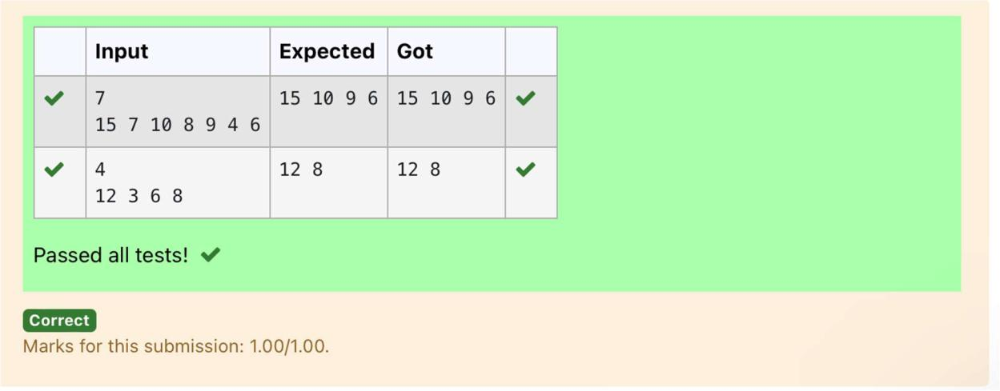 Input Expected Got
7 15 10 9 6 15 10 9 6
15 7 10 8 9 4 6
4 12 8 12 8
12 3 6 8
Passed all tests!
Correct
Marks for this submission: 1.00/1.00.